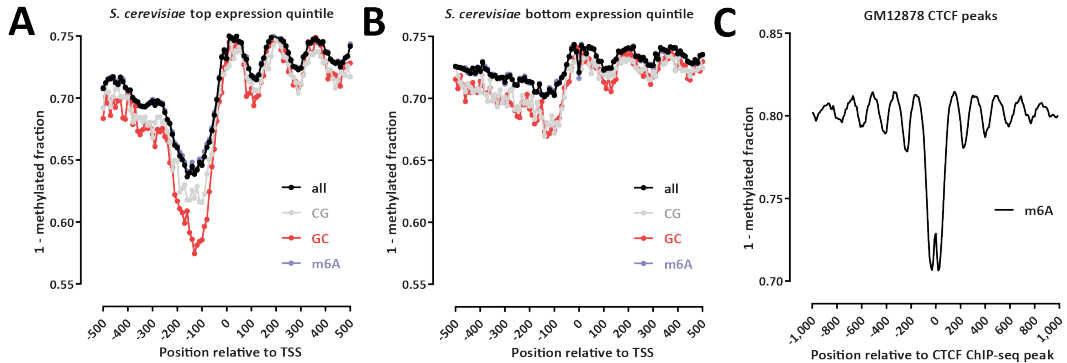 A
S. cerevisiae top expression quintile
0.75
0.70
0.65
0.60
0.55
1 - methylated fraction
all
CG
GC
m6A
-500
-400
-300
-200
-100
0
100
200
300
400
500
Position relative to TSS
B
S. cerevisiae bottom expression quintile
0.75
0.70
0.65
0.60
0.55
1 - methylated fraction
all
CG
GC
m6A
-500
-400
-300
-200
-100
0
100
200
300
400
500
Position relative to TSS
C
GM12878 CTCF peaks
0.85
0.80
0.75
0.70
1 - methylated fraction
m6A
-1,000
-800
-600
-400
-200
0
200
400
600
800
1,000
Position relative to CTCF ChIP-seq peak